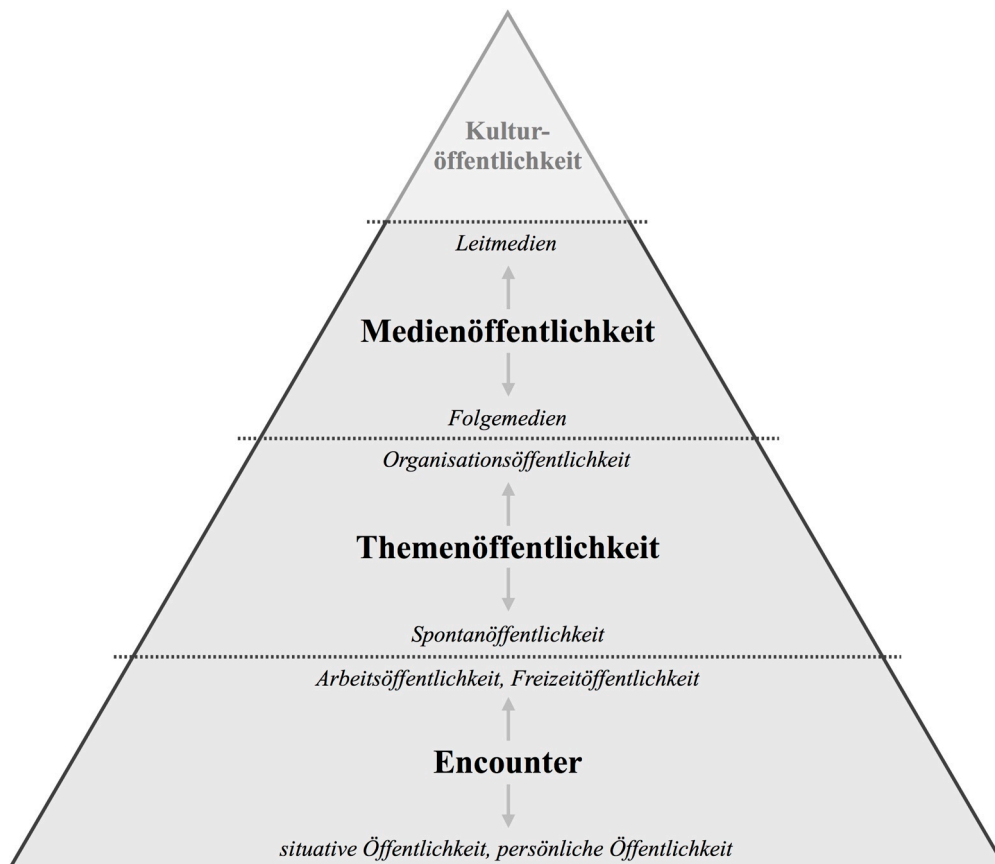 Kultur-
öffentlichkeit
Leitmedien
Medienöffentlichkeit
Folgemedien
Organisationsöffentlichkeit
Themenöffentlichkeit
Spontanöffentlichkeit
Arbeitsöffentlichkeit, Freizeitöffentlichkeit
Encounter
situative Öffentlichkeit, persönliche Öffentlichkeit